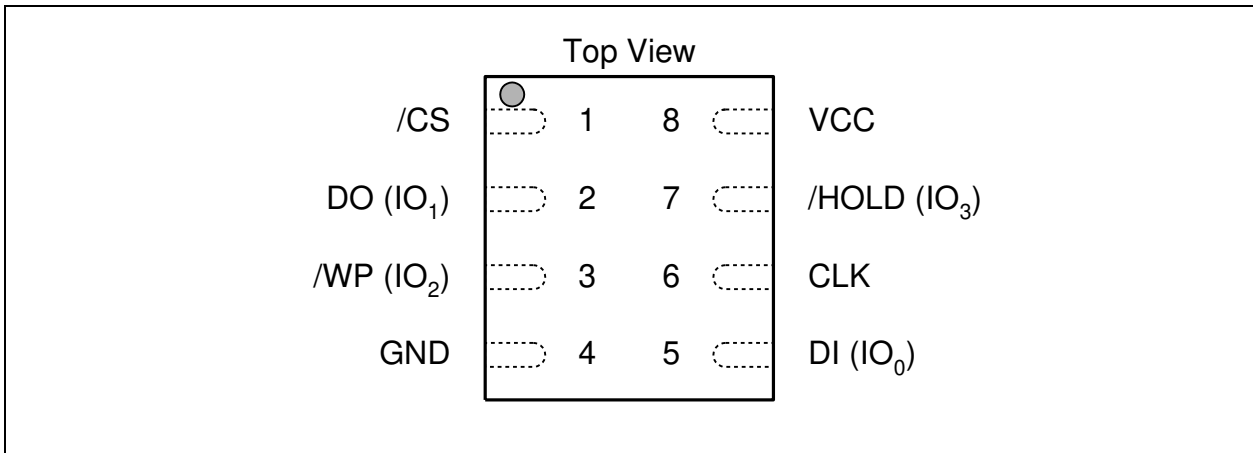 Top View
/CS 1 8 VCC
DO (IO₁) 2 7 /HOLD (IO₃)
/WP (IO₂) 3 6 CLK
GND 4 5 DI (IO₀)